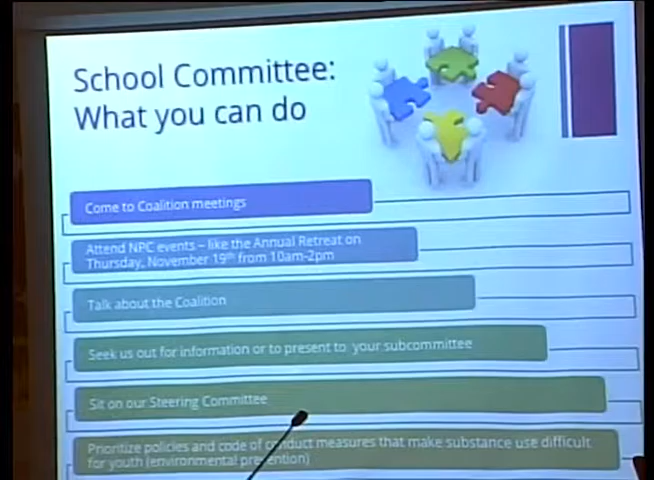 School Committee:
What you can do
Come to Coalition meetings
Attend NPC events – like the Annual Retreat on
Thursday, November 19th from 10am-2pm
Talk about the Coalition
Seek us out for information or to present to your subcommittee
Sit on our Steering Committee
Prioritize policies and code of conduct measures that make substance use difficult
for youth (environmental prevention)